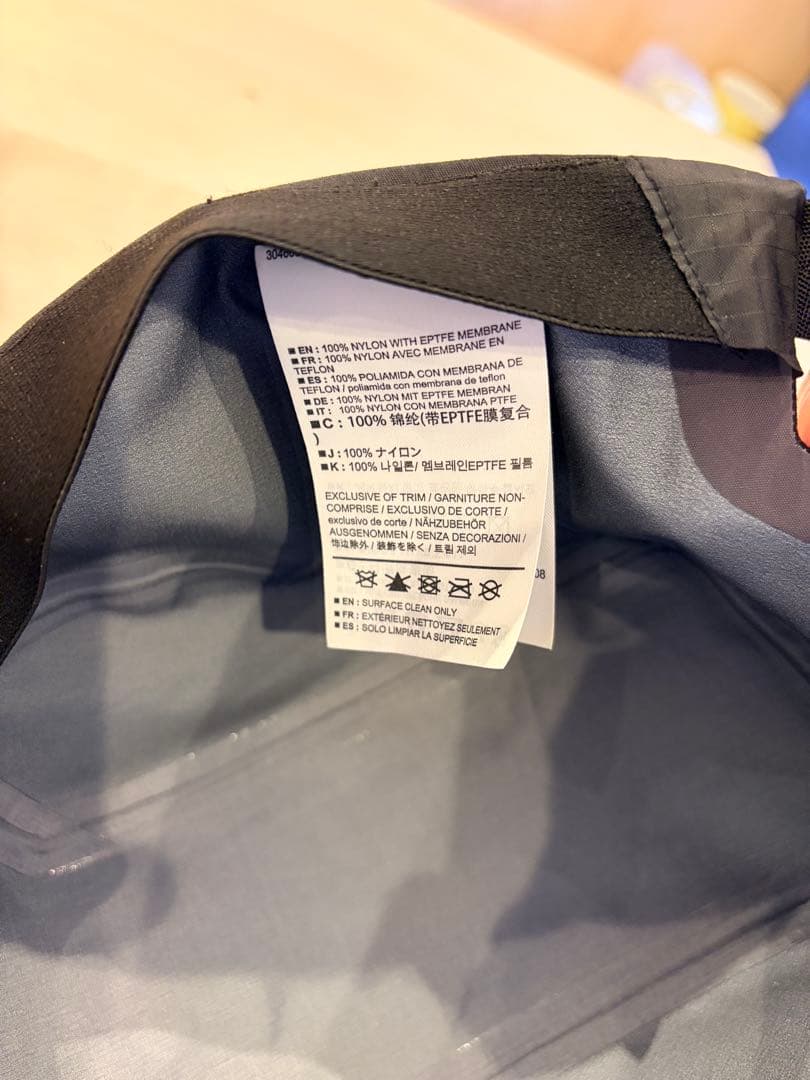 ■ EN : 100% NYLON WITH EPTFE MEMBRANE
■ FR : 100% NYLON AVEC MEMBRANE EN
TEFLON
■ ES : 100% POLIAMIDA CON MEMBRANA DE
TEFLON / poliamida con membrana de teflon
■ DE : 100% NYLON MIT EPTFE MEMBRAN
■ IT : 100% NYLON CON MEMBRANA PTFE
■ C : 100% 锦纶(带EPTFE膜复合
)
■ J : 100% ナイロン
■ K : 100% 나일론/ 멤브레인EPTFE 필름
EXCLUSIVE OF TRIM / GARNITURE NON-
COMPRISE / EXCLUSIVO DE CORTE /
exclusivo de corte / NÄHZUBEHÖR
AUSGENOMMEN / SENZA DECORAZIONI /
饰边除外 / 装飾を除く / 트림 제외
08
■ EN : SURFACE CLEAN ONLY
■ FR : EXTÉRIEUR NETTOYEZ SEULEMENT
■ ES : SOLO LIMPIAR LA SUPERFICIE